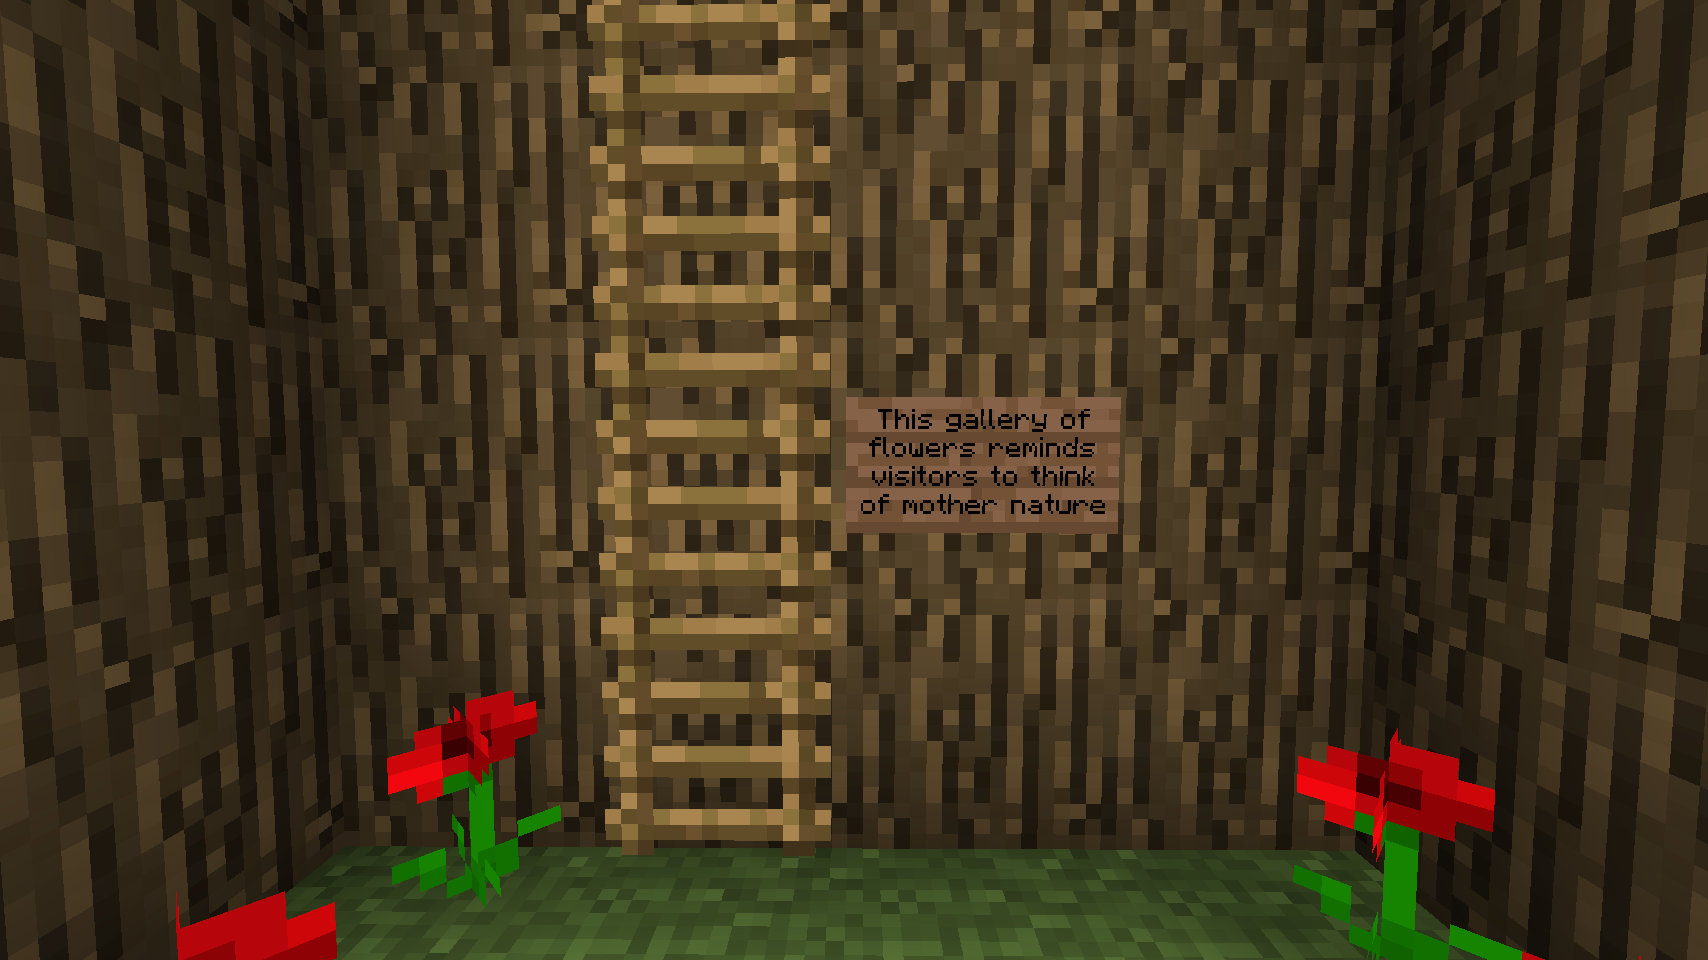 This gallery of
flowers reminds
visitors to think
of mother nature